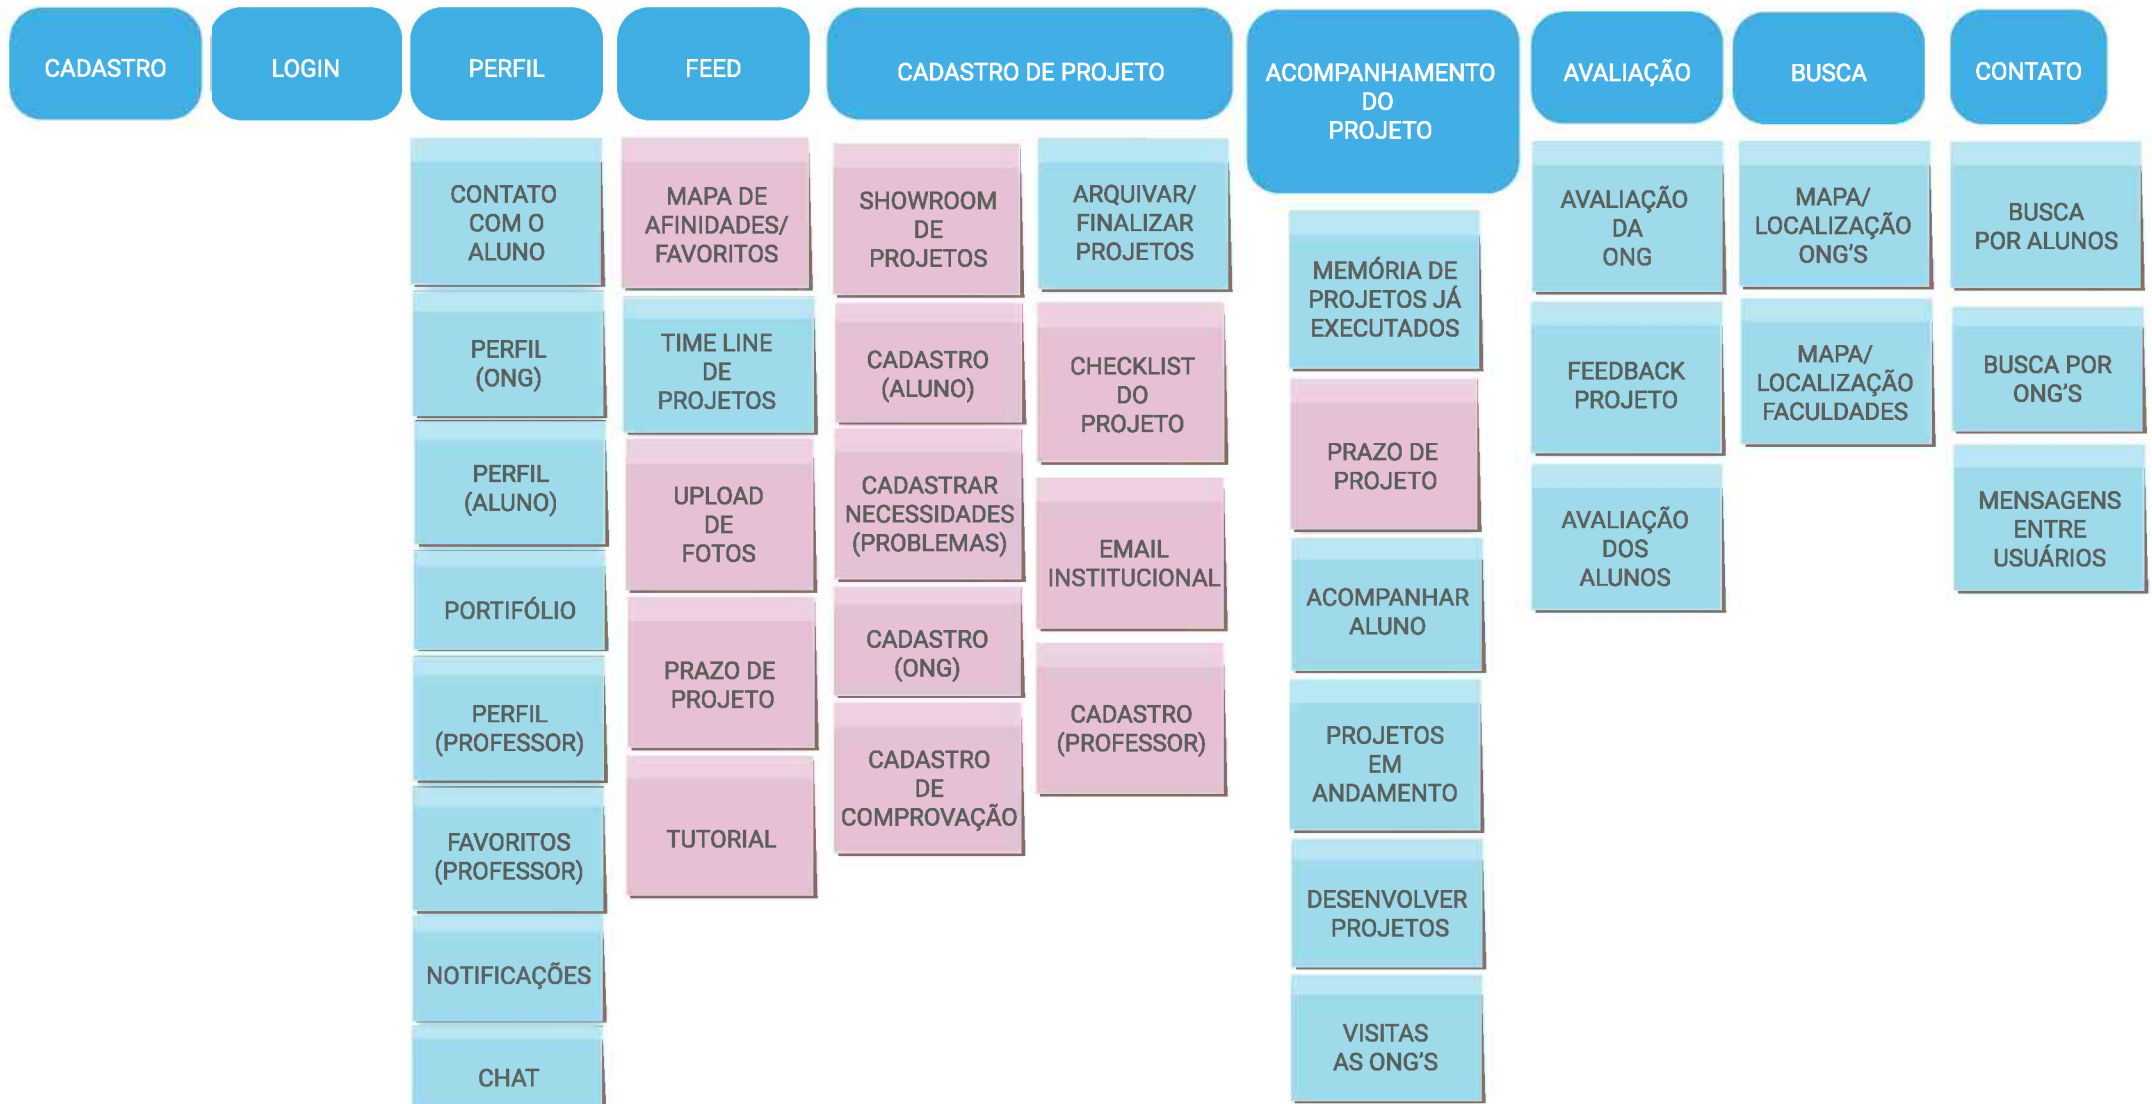 CADASTRO
LOGIN
PERFIL
FEED
CADASTRO DE PROJETO
ACOMPANHAMENTO
DO
PROJETO
AVALIAÇÃO
BUSCA
CONTATO
CONTATO
COM O
ALUNO
PERFIL
(ONG)
PERFIL
(ALUNO)
PORTIFÓLIO
PERFIL
(PROFESSOR)
FAVORITOS
(PROFESSOR)
NOTIFICAÇÕES
CHAT
MAPA DE
AFINIDADES/
FAVORITOS
TIME LINE
DE
PROJETOS
UPLOAD
DE
FOTOS
PRAZO DE
PROJETO
TUTORIAL
SHOWROOM
DE
PROJETOS
CADASTRO
(ALUNO)
CADASTRAR
NECESSIDADES
(PROBLEMAS)
CADASTRO
(ONG)
CADASTRO
DE
COMPROVAÇÃO
ARQUIVAR/
FINALIZAR
PROJETOS
CHECKLIST
DO
PROJETO
EMAIL
INSTITUCIONAL
CADASTRO
(PROFESSOR)
MEMÓRIA DE
PROJETOS JÁ
EXECUTADOS
PRAZO DE
PROJETO
ACOMPANHAR
ALUNO
PROJETOS
EM
ANDAMENTO
DESENVOLVER
PROJETOS
VISITAS
AS ONG'S
AVALIAÇÃO
DA
ONG
FEEDBACK
PROJETO
AVALIAÇÃO
DOS
ALUNOS
MAPA/
LOCALIZAÇÃO
ONG'S
MAPA/
LOCALIZAÇÃO
FACULDADES
BUSCA
POR ALUNOS
BUSCA POR
ONG'S
MENSAGENS
ENTRE
USUÁRIOS